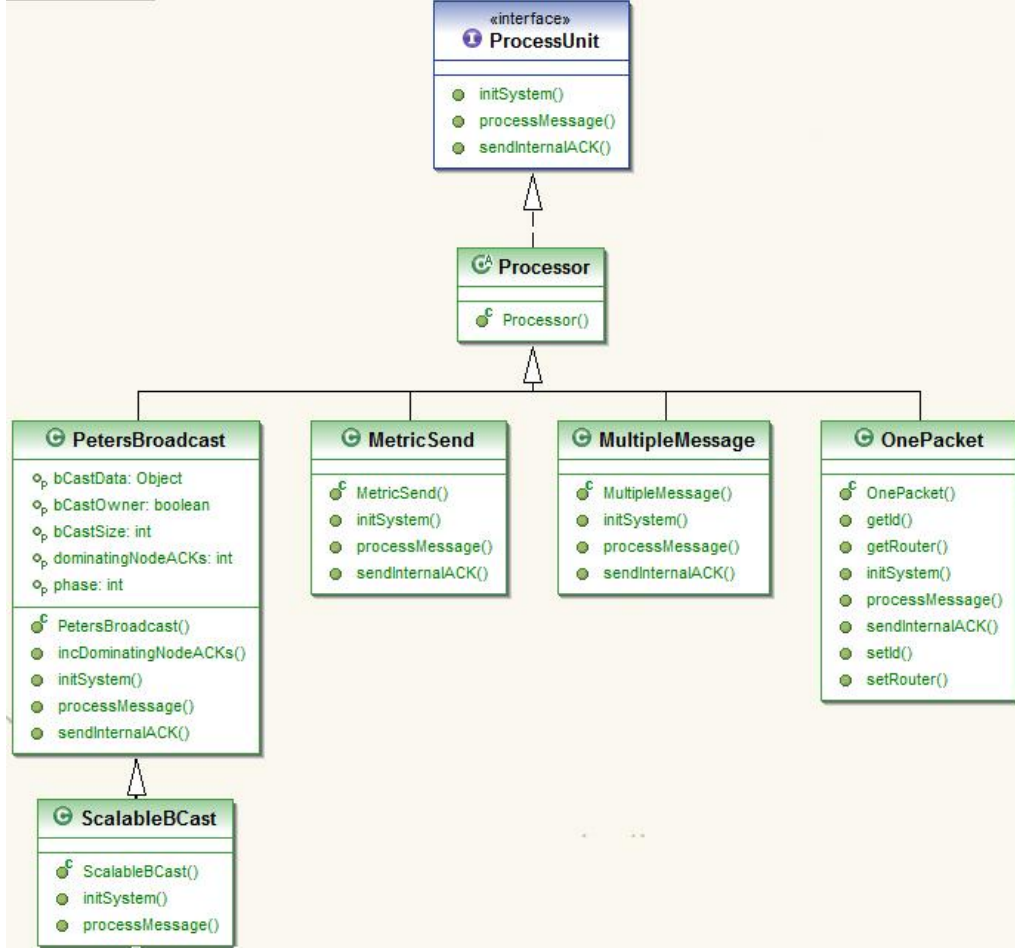 «interface»
ProcessUnit
initSystem()
processMessage()
sendInternalACK()
Processor
Processor()
PetersBroadcast
bCastData: Object
bCastOwner: boolean
bCastSize: int
dominatingNodeACKs: int
phase: int
PetersBroadcast()
incDominatingNodeACKs()
initSystem()
processMessage()
sendInternalACK()
MetricSend
MetricSend()
initSystem()
processMessage()
sendInternalACK()
MultipleMessage
MultipleMessage()
initSystem()
processMessage()
sendInternalACK()
OnePacket
OnePacket()
getId()
getRouter()
initSystem()
processMessage()
sendInternalACK()
setId()
setRouter()
ScalableBCast
ScalableBCast()
initSystem()
processMessage()